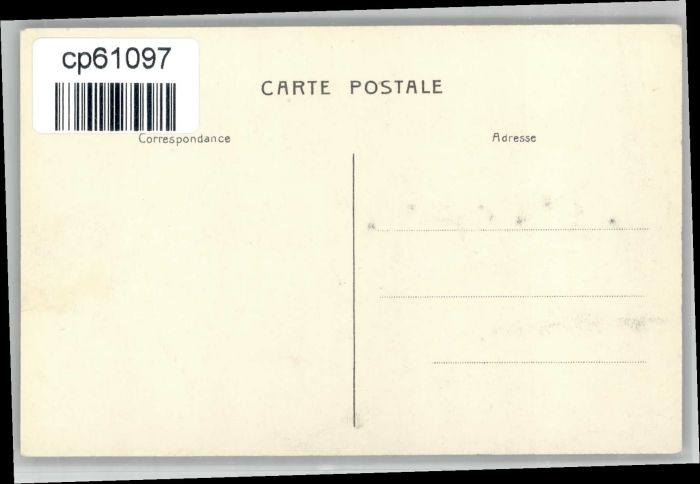 cp61097
CARTE POSTALE
Correspondance
Adresse